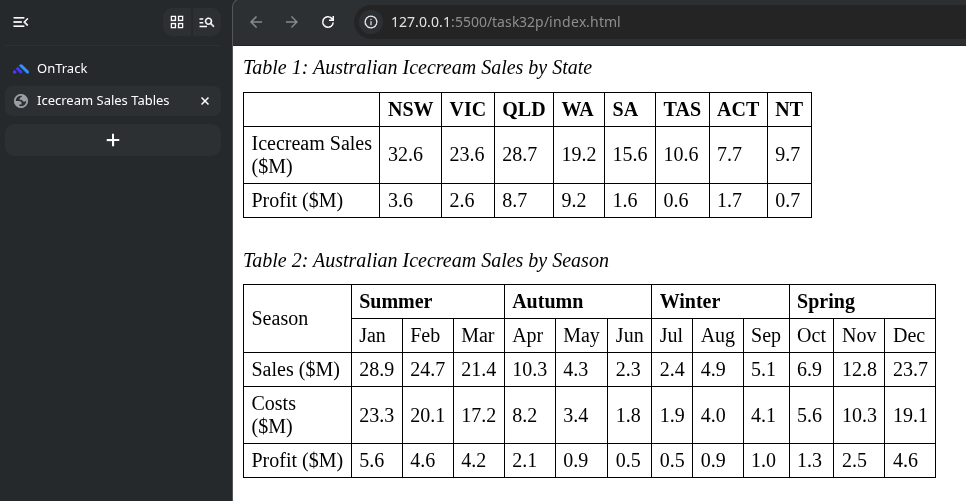 127.0.0.1:5500/task32p/index.html
OnTrack
Icecream Sales Tables
Table 1: Australian Icecream Sales by State
NSW VIC QLD WA SA TAS ACT NT
Icecream Sales
($M) 32.6 23.6 28.7 19.2 15.6 10.6 7.7 9.7
Profit ($M) 3.6 2.6 8.7 9.2 1.6 0.6 1.7 0.7
Table 2: Australian Icecream Sales by Season
Season Summer Autumn Winter Spring
Jan Feb Mar Apr May Jun Jul Aug Sep Oct Nov Dec
Sales ($M) 28.9 24.7 21.4 10.3 4.3 2.3 2.4 4.9 5.1 6.9 12.8 23.7
Costs
($M) 23.3 20.1 17.2 8.2 3.4 1.8 1.9 4.0 4.1 5.6 10.3 19.1
Profit ($M) 5.6 4.6 4.2 2.1 0.9 0.5 0.5 0.9 1.0 1.3 2.5 4.6